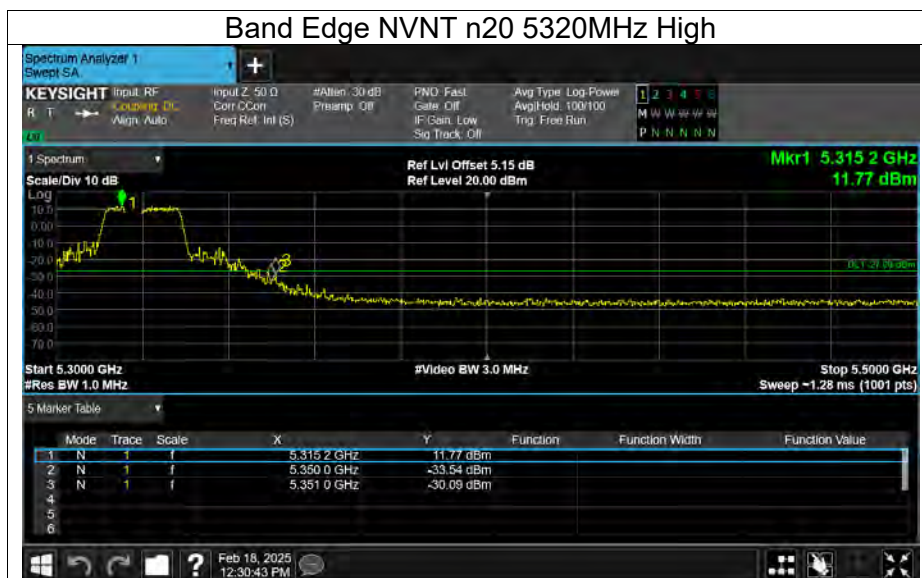 Band Edge NVNT n20 5320MHz High
Spectrum Analyzer 1
Swept SA
+
KEYSIGHT Input: RF Input Z: 50 Ω #Atten: 30 dB PNO: Fast Avg Type: Log-Power 1 2 3 4 5 6
R T Coupling: DC Corr CCorr Preamp: Off Gate: Off Avg|Hold: 100/100 M W W W W W
Align: Auto Freq Ref: Int (S) IF Gain: Low Trig: Free Run P N N N N N
Sig Track: Off
1 Spectrum Ref Lvl Offset 5.15 dB Mkr1 5.315 2 GHz
Scale/Div 10 dB Ref Level 20.00 dBm 11.77 dBm
Log
1
10.0
0.00
-10.0
-20.0
3
DL1 -27.00 dBm
-30.0
-40.0
-50.0
-60.0
-70.0
Start 5.3000 GHz #Video BW 3.0 MHz Stop 5.5000 GHz
#Res BW 1.0 MHz Sweep ~1.28 ms (1001 pts)
5 Marker Table
Mode Trace Scale X Y Function Function Width Function Value
1 N 1 f 5.315 2 GHz 11.77 dBm
2 N 1 f 5.350 0 GHz -33.54 dBm
3 N 1 f 5.351 0 GHz -30.09 dBm
4
5
6
? Feb 18, 2025
12:30:43 PM